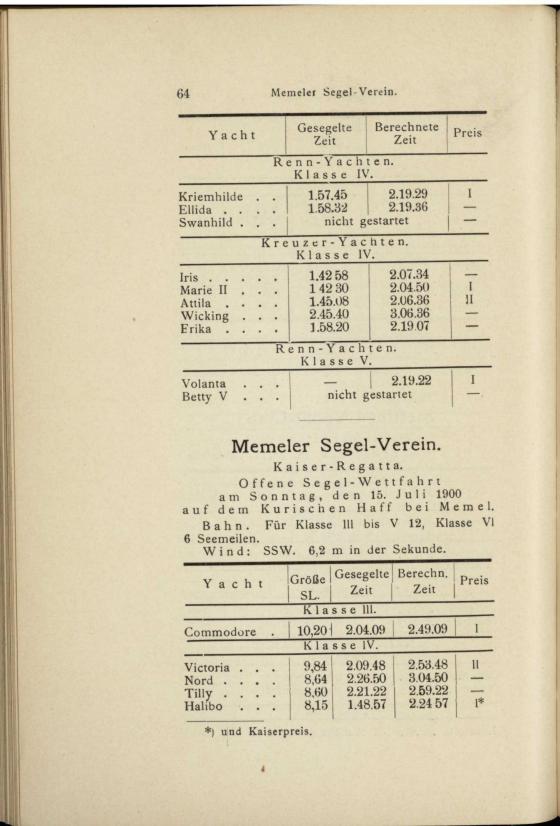 64 Memeler Segel-Verein.
Yacht Gesegelte Zeit Berechnete Zeit Preis
Renn-Yachten.
Klasse IV.
Kriemhilde . . 1.57.45 2.19.29 I
Ellida . . . . 1.58.32 2.19.36 —
Swanhild . . . nicht gestartet —
Kreuzer-Yachten.
Klasse IV.
Iris . . . . . 1.42 58 2.07.34 —
Marie II . . . 1 42 30 2.04.50 I
Attila . . . . 1.45.08 2.06.36 II
Wicking . . . 2.45.40 3.06.36 —
Erika . . . . 1.58.20 2.19 07 —
Renn-Yachten.
Klasse V.
Volanta . . . — 2.19.22 I
Betty V . . . nicht gestartet —
Memeler Segel-Verein.
Kaiser-Regatta.
Offene Segel-Wettfahrt
am Sonntag, den 15. Juli 1900
auf dem Kurischen Haff bei Memel.
Bahn. Für Klasse III bis V 12, Klasse VI
6 Seemeilen.
Wind: SSW. 6,2 m in der Sekunde.
Yacht Größe SL. Gesegelte Zeit Berechn. Zeit Preis
Klasse III.
Commodore . 10,20 2.04.09 2.49.09 I
Klasse IV.
Victoria . . . 9,84 2.09.48 2.53.48 II
Nord . . . . 8,64 2.26.50 3.04.50 —
Tilly . . . . 8,60 2.21.22 2.59.22 —
Halibo . . . 8,15 1.48.57 2.24 57 I*
*) und Kaiserpreis.